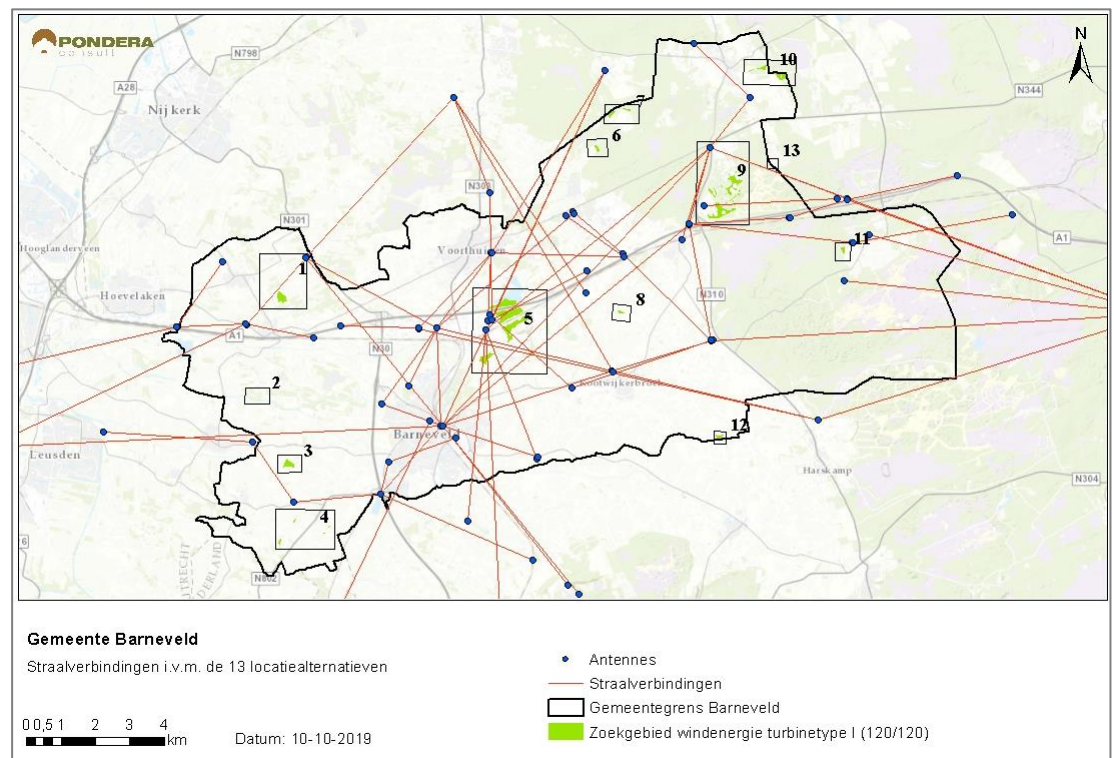 PONDERA
consult
N
N798
10
A28
N344
Nijkerk
7
6
13
9
N301
Hooglanderveen
Voorthuizen
A1
1
11
Hoevelaken
N310
8
5
A1
N30
2
Kootwijkerbroek
12
Barneveld
Leusden
3
Harskamp
N304
4
UTRECHT
GELDERLAND
N802
Gemeente Barneveld
Straalverbindingen i.v.m. de 13 locatiealternatieven
Antennes
Straalverbindingen
Gemeentegrens Barneveld
Zoekgebied windenergie turbinetype I (120/120)
0 0,5 1 2 3 4
km
Datum: 10-10-2019